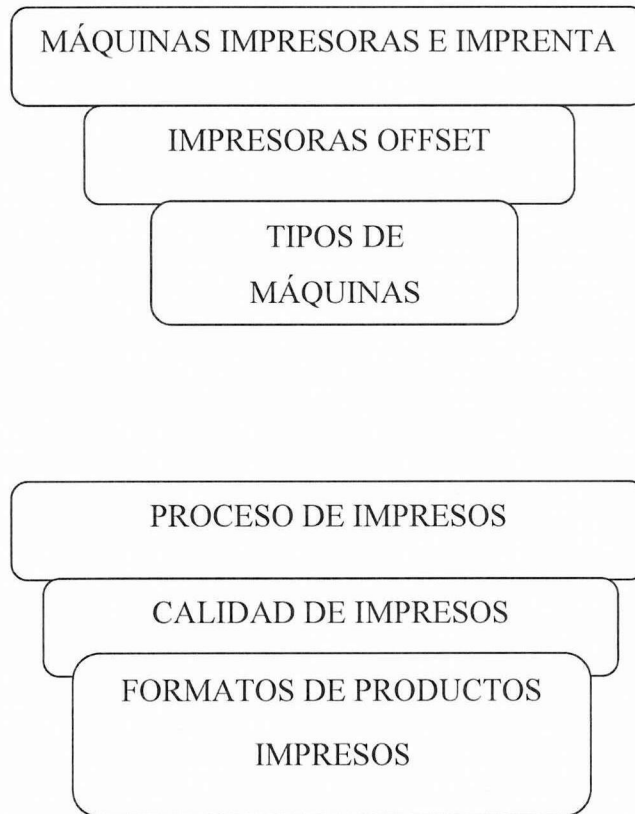 MÁQUINAS IMPRESORAS E IMPRENTA
IMPRESORAS OFFSET
TIPOS DE
MÁQUINAS
PROCESO DE IMPRESOS
CALIDAD DE IMPRESOS
FORMATOS DE PRODUCTOS
IMPRESOS